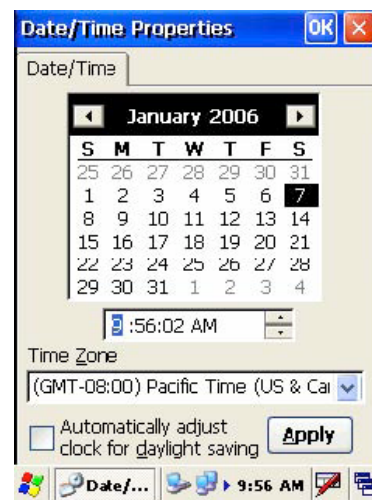 Date/Time Properties OK
Date/Time
January 2006
S M T W T F S
25 26 27 28 29 30 31
1 2 3 4 5 6 7
8 9 10 11 12 13 14
15 16 17 18 19 20 21
22 23 24 25 26 27 28
29 30 31 1 2 3 4
9 :56:02 AM
Time Zone
(GMT-08:00) Pacific Time (US & Ca
Automatically adjust
clock for daylight saving
Apply
Date/... 9:56 AM